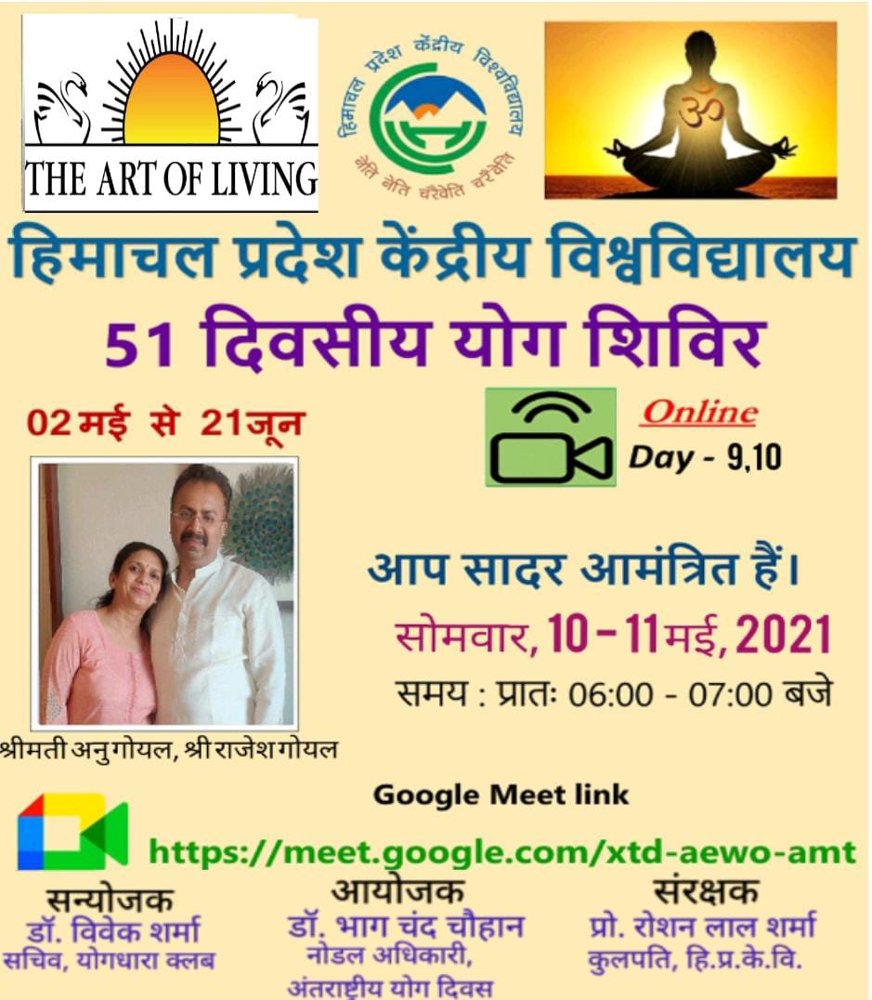 THE ART OF LIVING
हिमाचल प्रदेश केंद्रीय विश्वविद्यालय
नेति नेति चरैवेति चरैवेति
ॐ
हिमाचल प्रदेश केंद्रीय विश्वविद्यालय
51 दिवसीय योग शिविर
02 मई से 21 जून
Online
Day - 9,10
आप सादर आमंत्रित हैं।
सोमवार, 10 - 11 मई, 2021
समय : प्रातः 06:00 - 07:00 बजे
श्रीमती अनु गोयल, श्री राजेश गोयल
Google Meet link
https://meet.google.com/xtd-aewo-amt
सन्योजक
डॉ. विवेक शर्मा
सचिव, योगधारा क्लब
आयोजक
डॉ. भाग चंद चौहान
नोडल अधिकारी,
अंतराष्ट्रीय योग दिवस
संरक्षक
प्रो. रोशन लाल शर्मा
कुलपति, हि.प्र.के.वि.